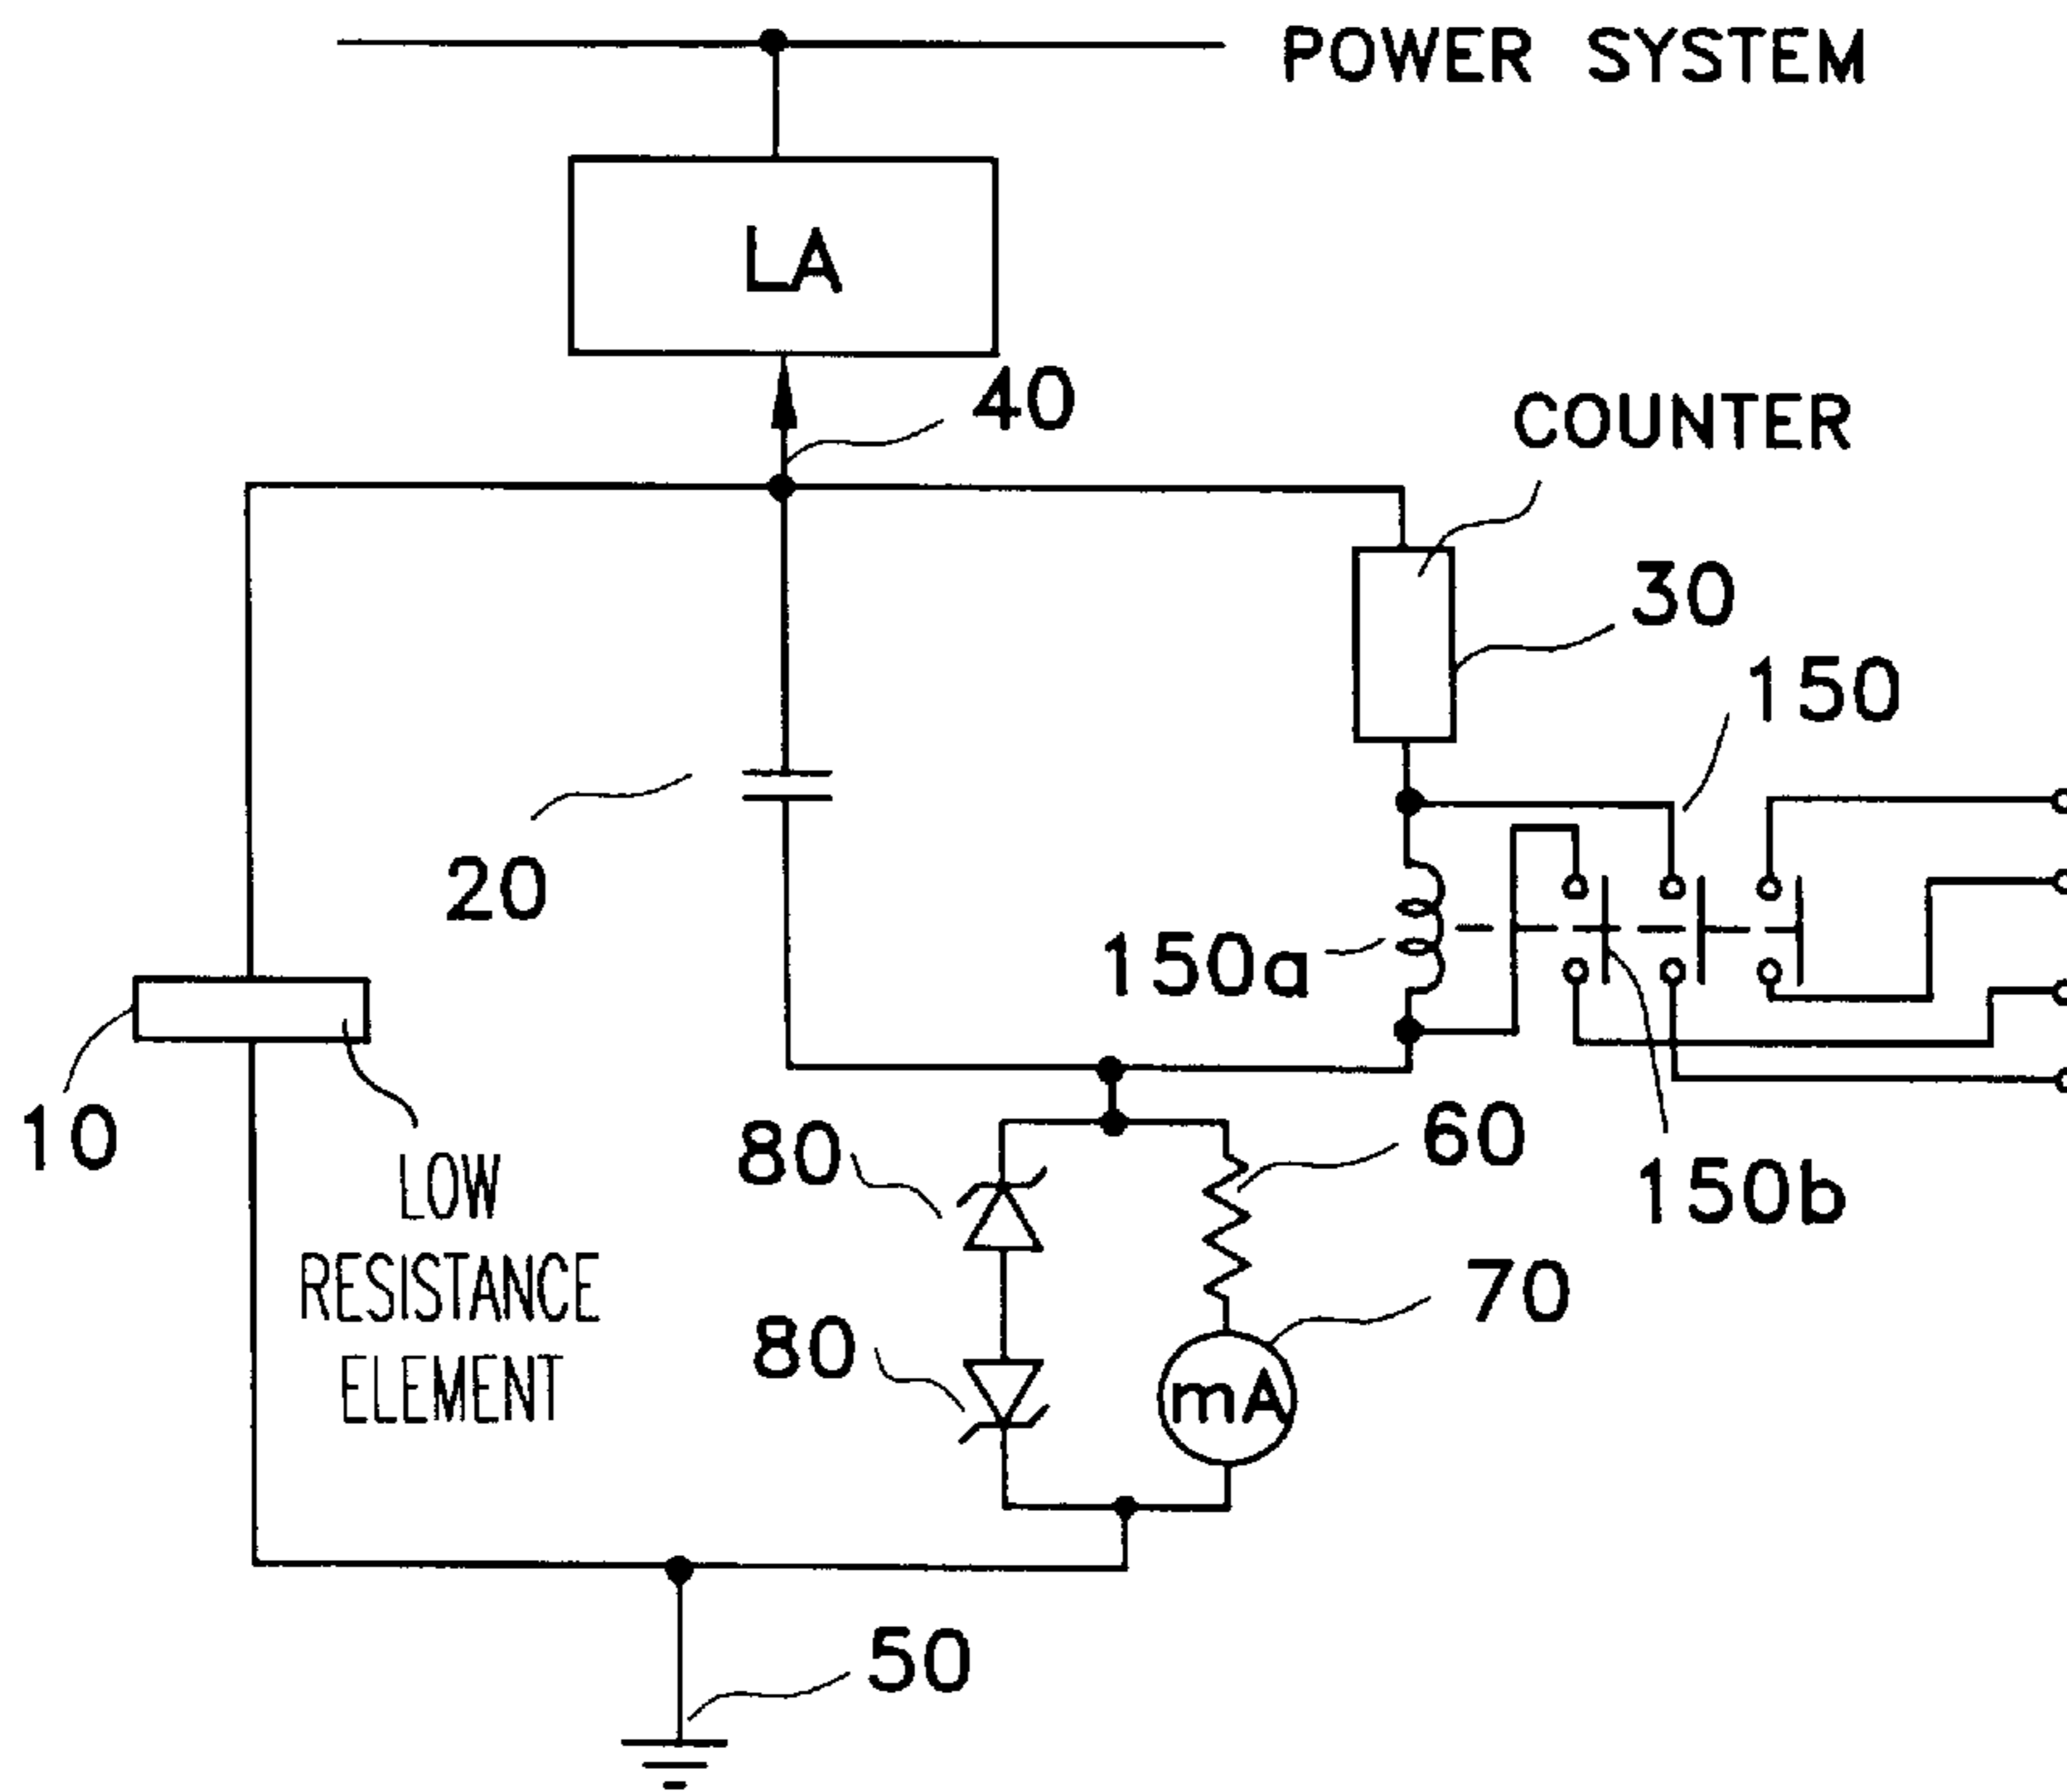 POWER SYSTEM
LA
40
COUNTER
30
150
20
150a
10
80
60
150b
LOW
RESISTANCE
ELEMENT
70
80
mA
50